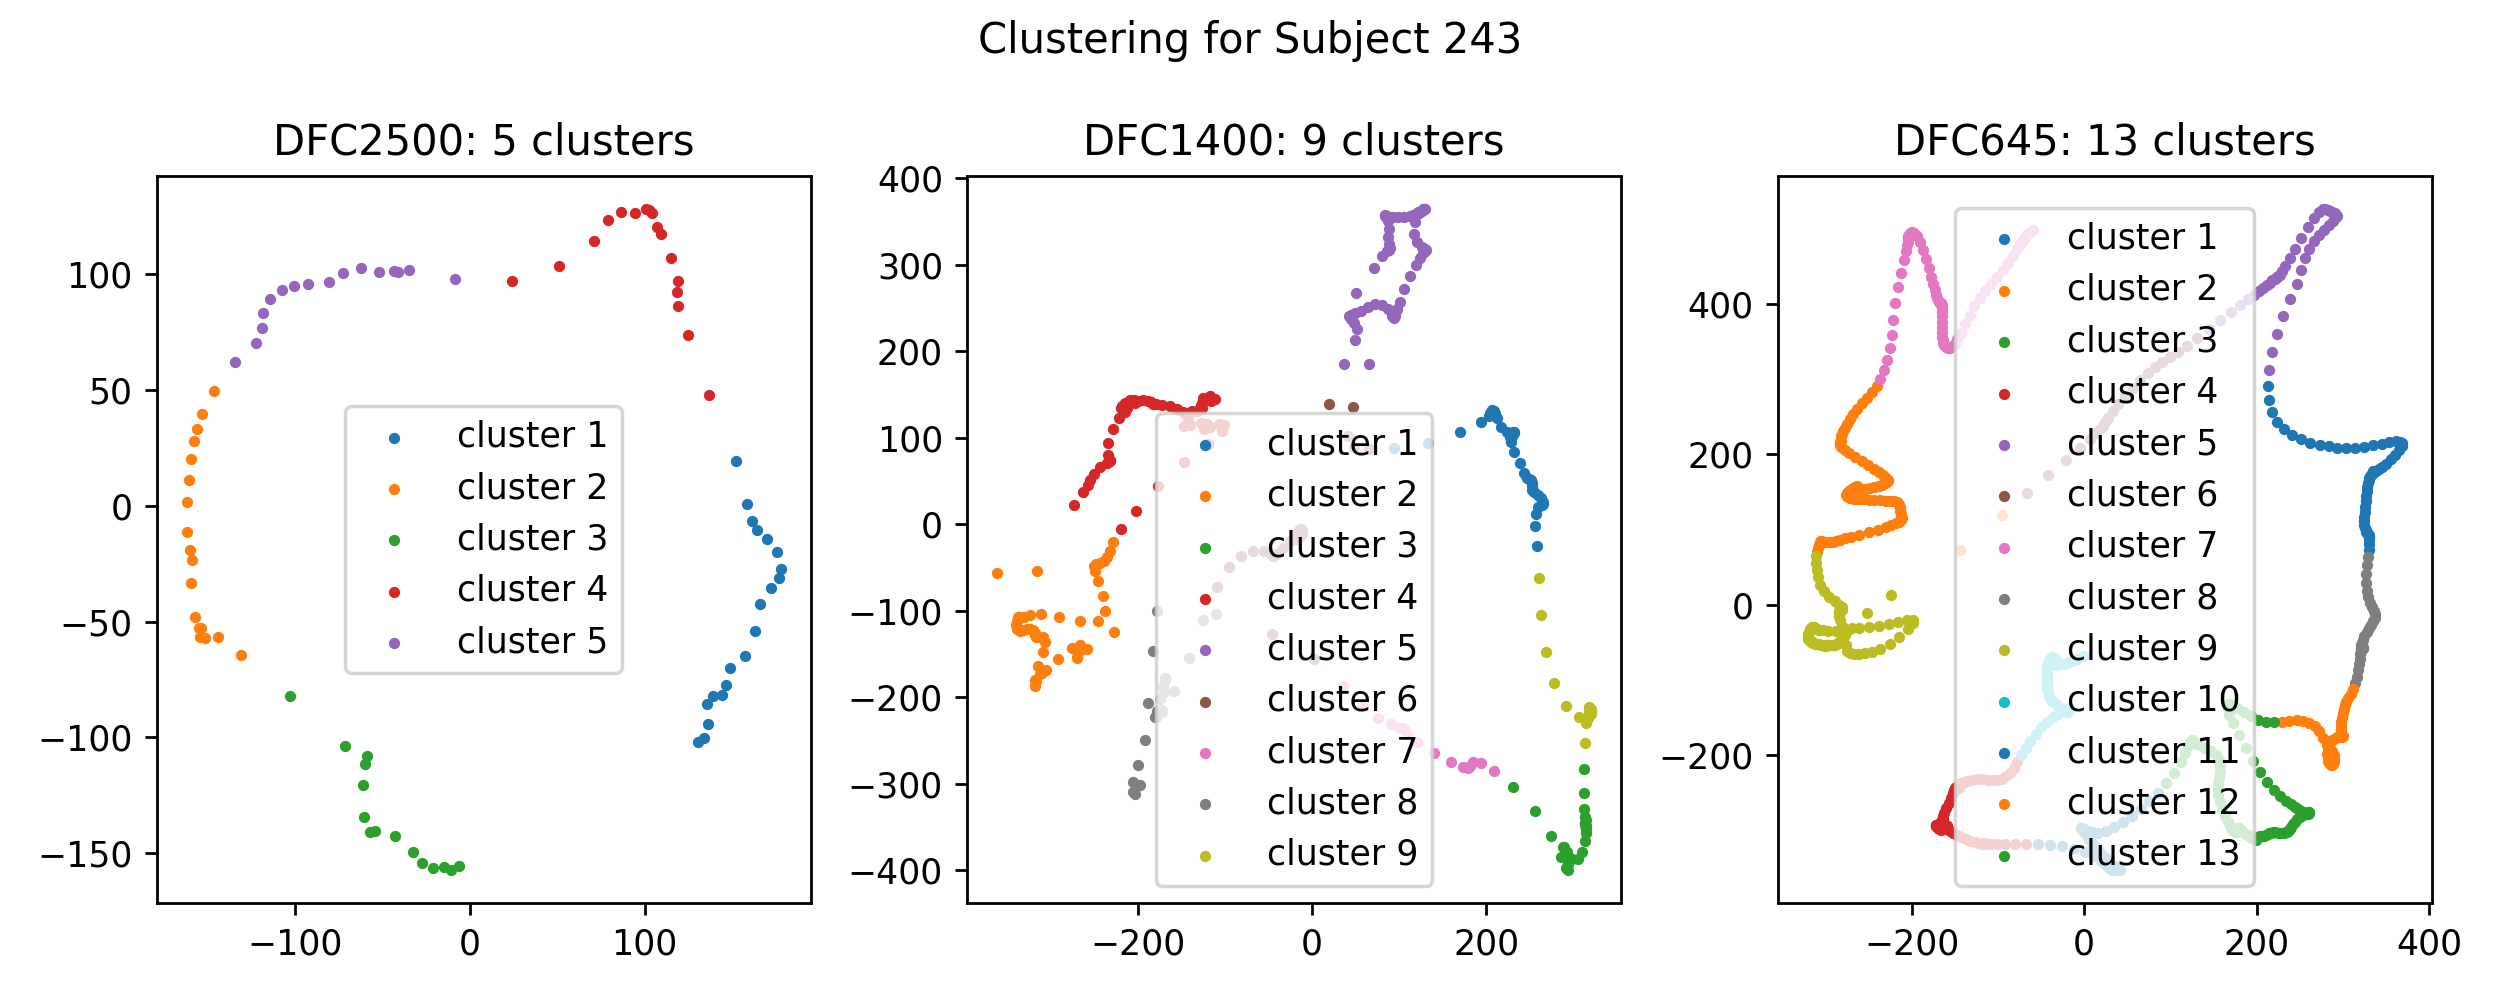 Clustering for Subject 243
DFC2500: 5 clusters
100
50
0
−50
−100
−150
−100
0
100
cluster 1
cluster 2
cluster 3
cluster 4
cluster 5
DFC1400: 9 clusters
400
300
200
100
0
−100
−200
−300
−400
−200
0
200
cluster 1
cluster 2
cluster 3
cluster 4
cluster 5
cluster 6
cluster 7
cluster 8
cluster 9
DFC645: 13 clusters
400
200
0
−200
−200
0
200
400
cluster 1
cluster 2
cluster 3
cluster 4
cluster 5
cluster 6
cluster 7
cluster 8
cluster 9
cluster 10
cluster 11
cluster 12
cluster 13